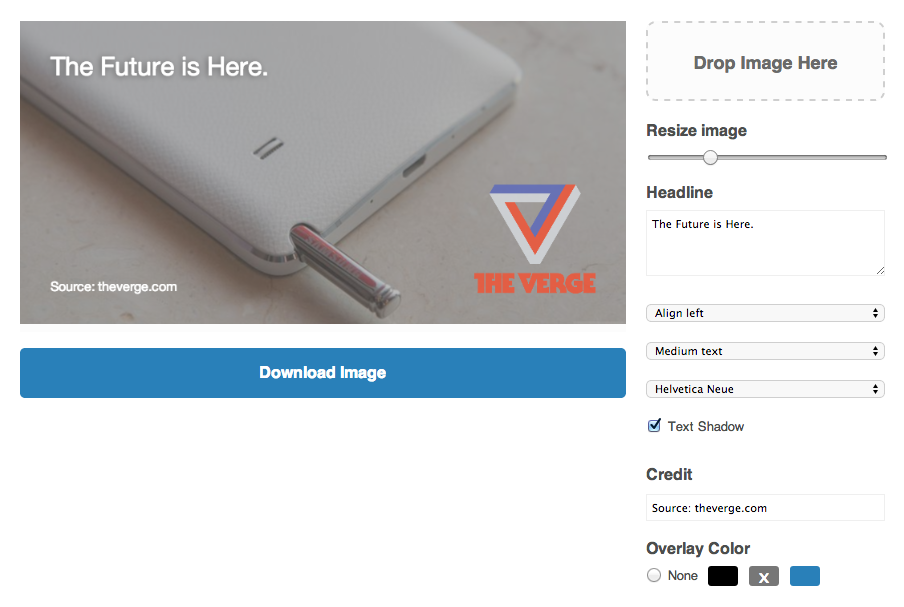 The Future is Here.
THE VERGE
Source: theverge.com
Download Image
Drop Image Here
Resize image
Headline
The Future is Here.
Align left
Medium text
Helvetica Neue
Text Shadow
Credit
Source: theverge.com
Overlay Color
None
x